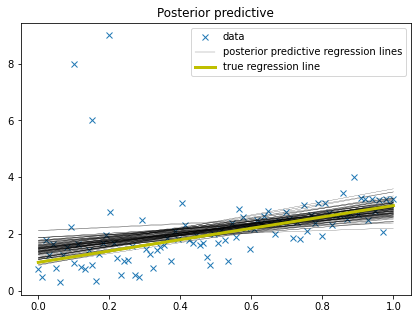 Posterior predictive
data
posterior predictive regression lines
true regression line
8
6
4
2
0
0.0 0.2 0.4 0.6 0.8 1.0